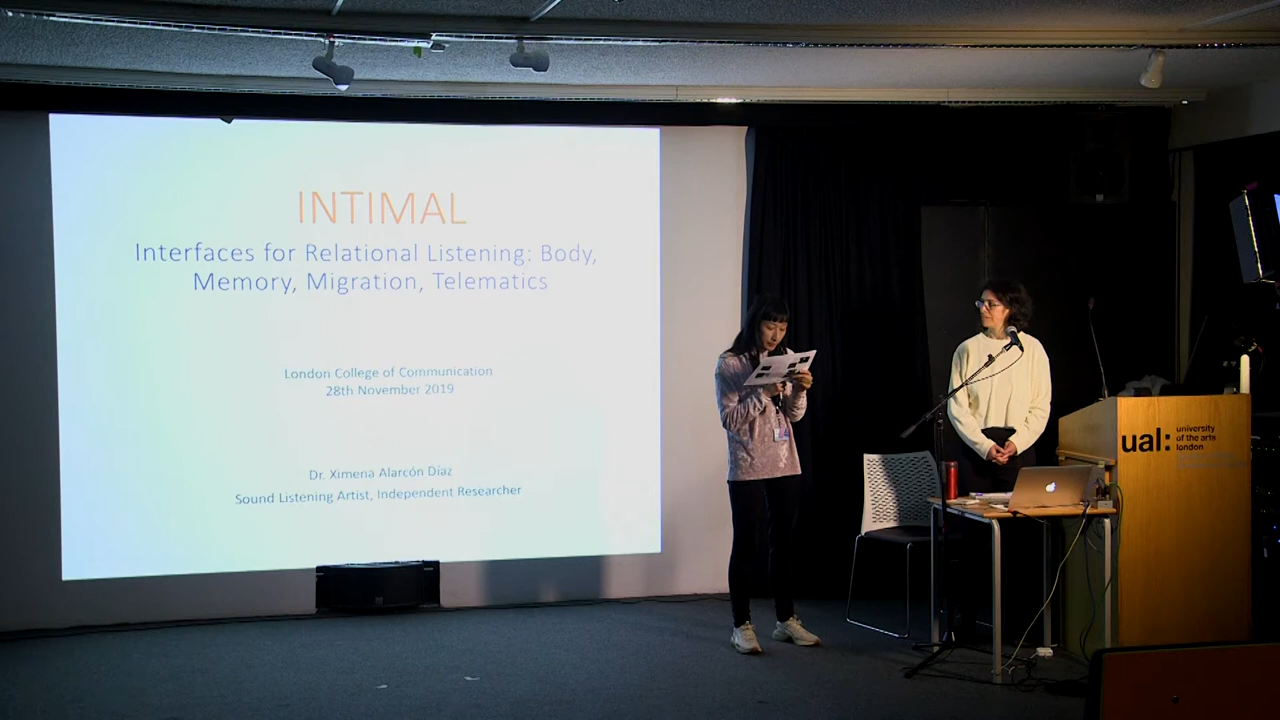 INTIMAL
Interfaces for Relational Listening: Body,
Memory, Migration, Telematics
London College of Communication
28th November 2019
Dr. Ximena Alarcón Díaz
Sound Listening Artist, Independent Researcher
ual:
university
of the arts
london